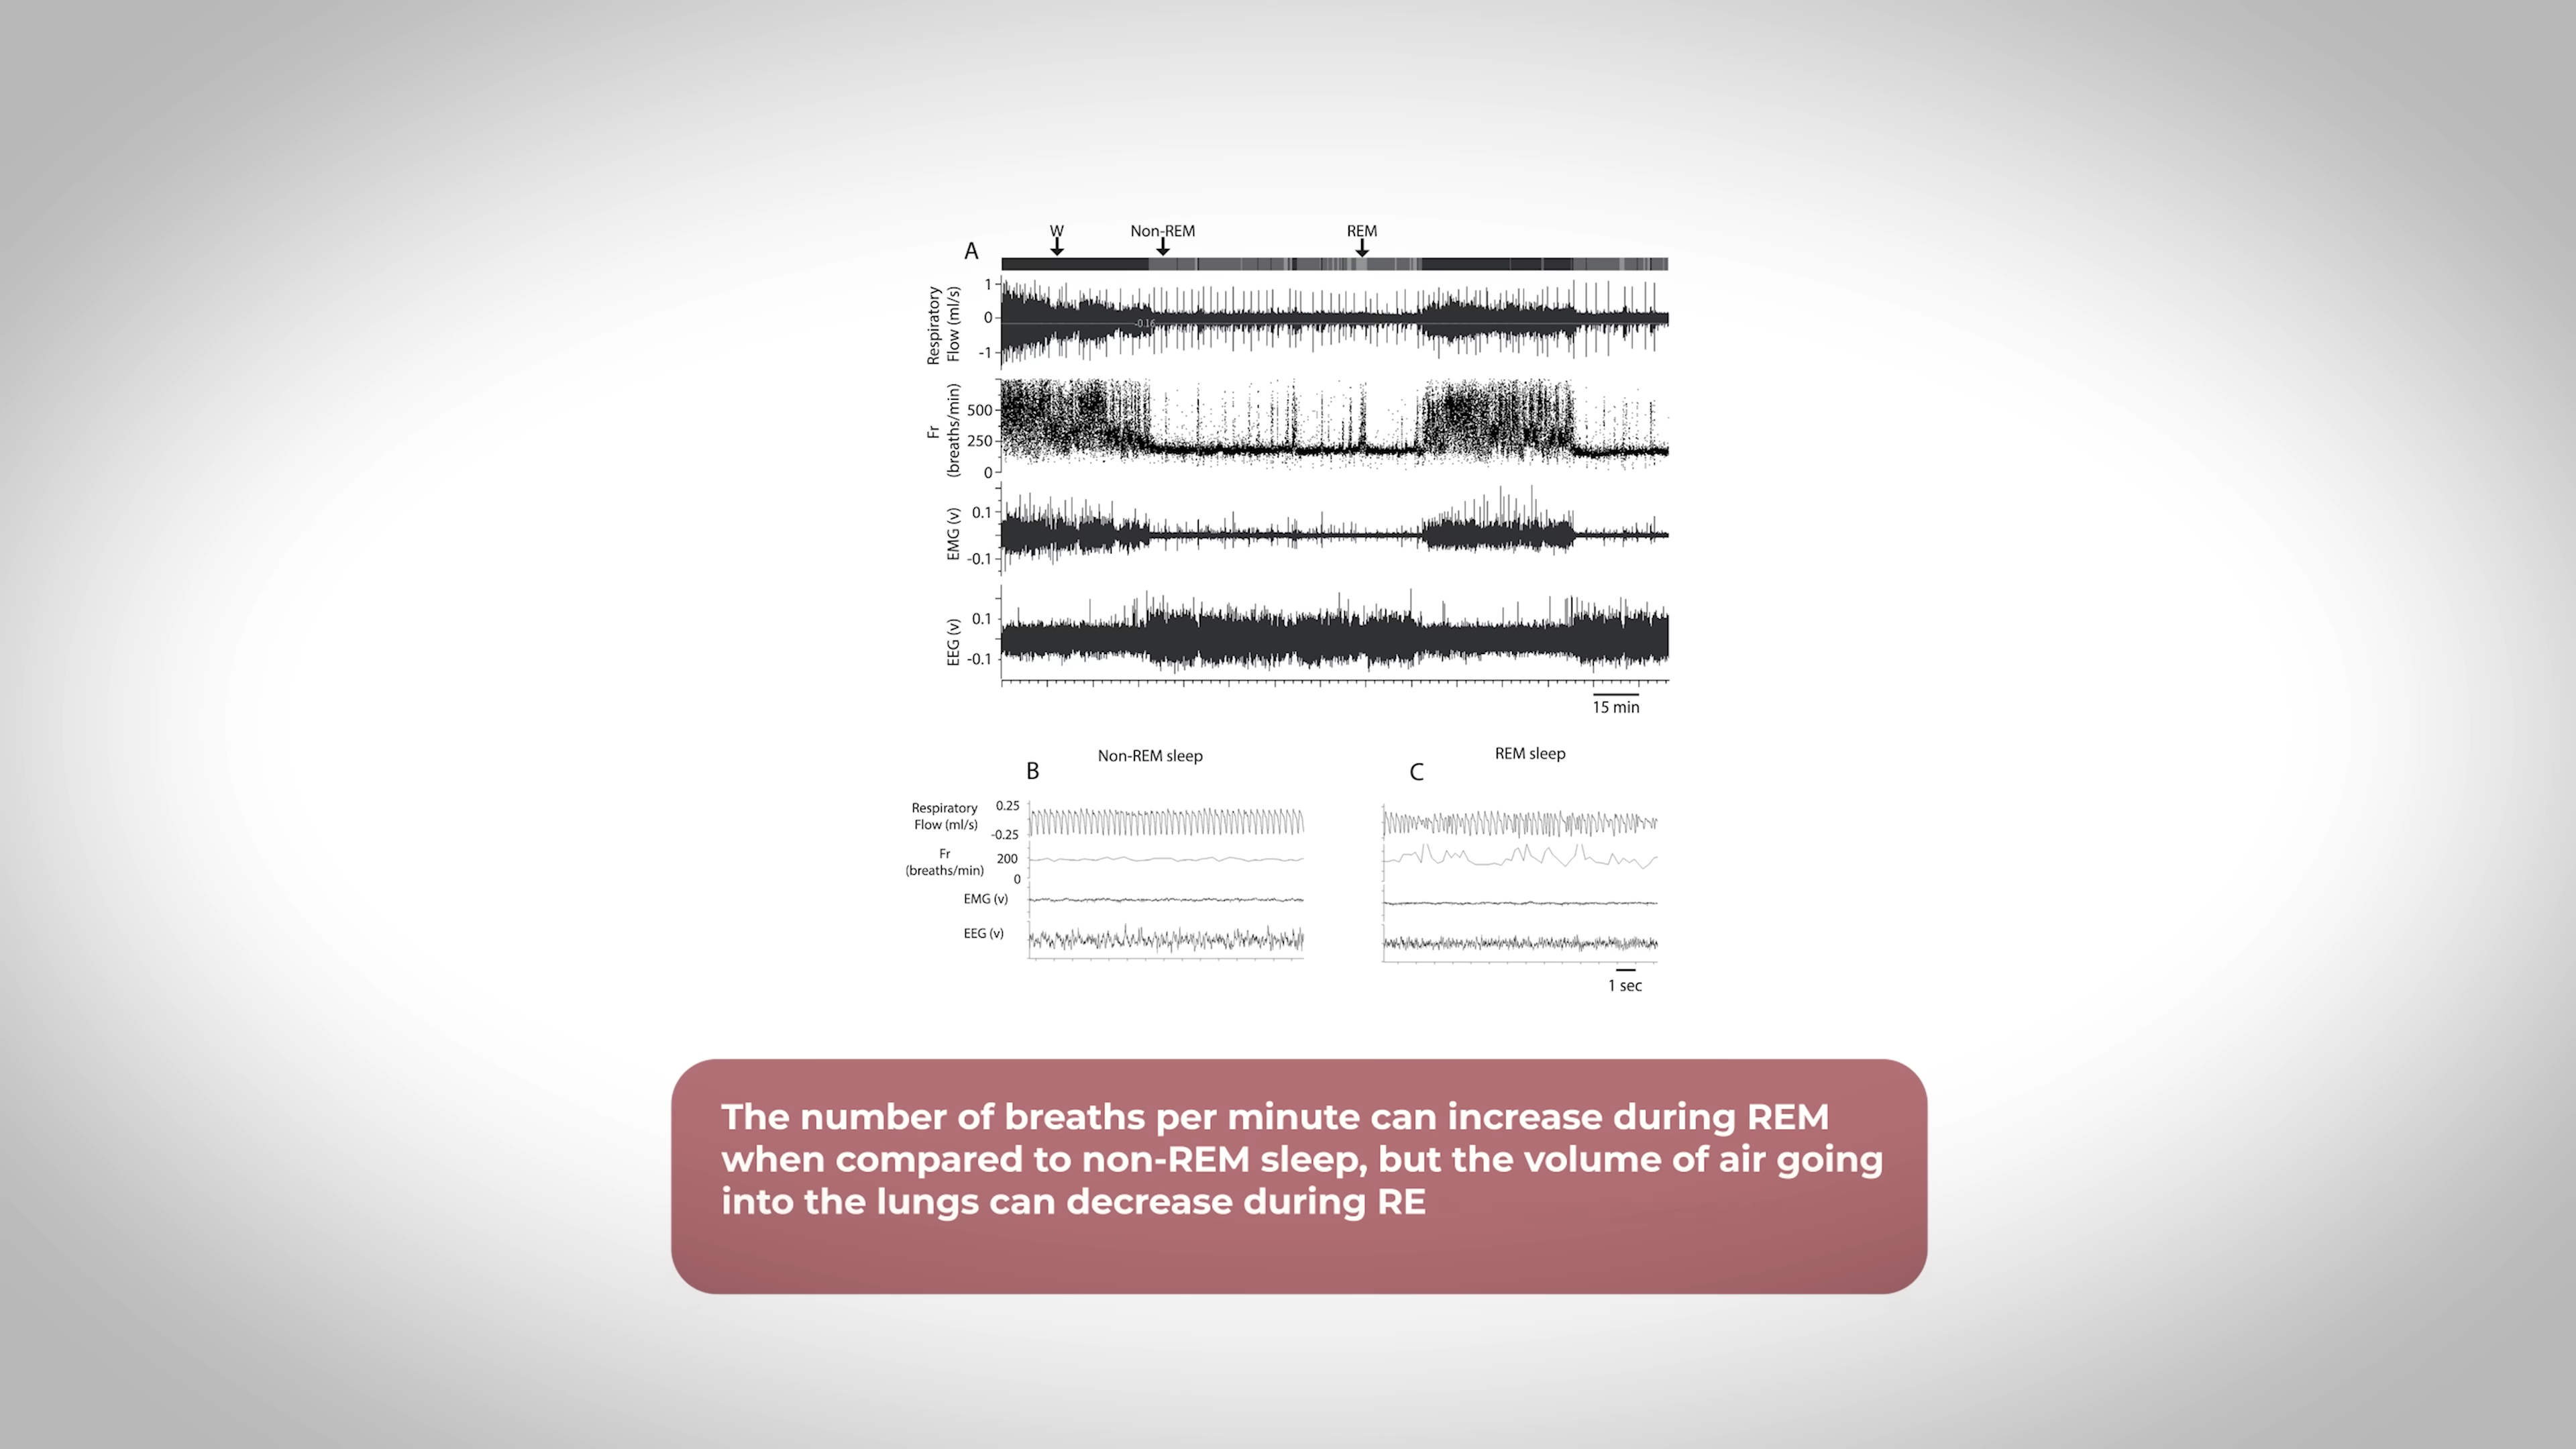 W
Non-REM
REM
A
Respiratory
Flow (ml/s)
1
0
-1
-0.16
Fr
(breaths/min)
500
250
0
EMG (v)
0.1
-0.1
EEG (v)
0.1
-0.1
15 min
Non-REM sleep
REM sleep
B
C
Respiratory
Flow (ml/s)
0.25
-0.25
Fr
(breaths/min)
200
0
EMG (v)
EEG (v)
1 sec
The number of breaths per minute can increase during REM
when compared to non-REM sleep, but the volume of air going
into the lungs can decrease during RE